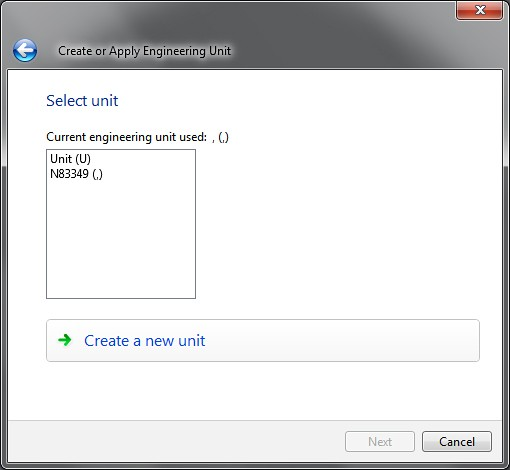 Create or Apply Engineering Unit
Select unit
Current engineering unit used: , (,)
Unit (U)
N83349 (,)
Create a new unit
Next
Cancel